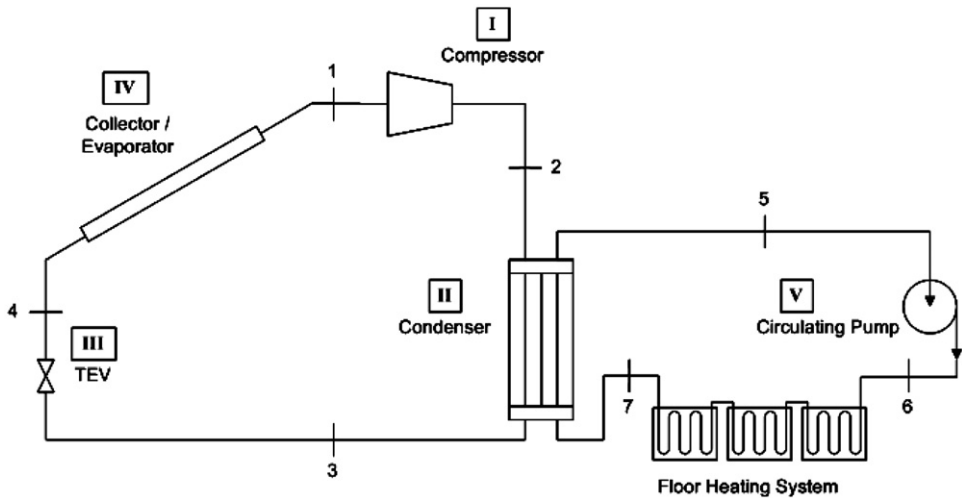 I
Compressor
1
IV
Collector /
Evaporator
2
5
4
III
TEV
II
Condenser
V
Circulating Pump
7
6
3
Floor Heating System